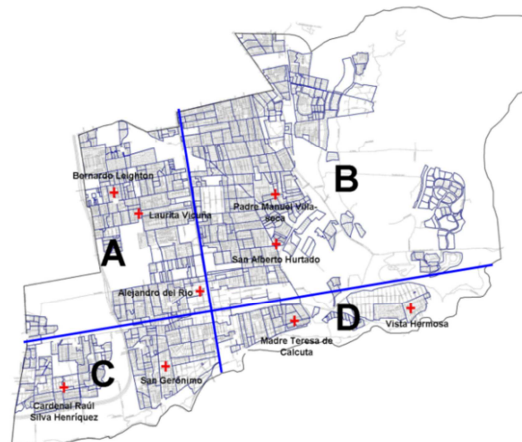 B
Bernardo Leighton
Padre Manuel Villa-
seca
Laurita Vicuña
A
San Alberto Hurtado
Alejandro del Río
D
Vista Hermosa
Madre Teresa de
Calcuta
C
San Gerónimo
Cardenal Raúl
Silva Henríquez